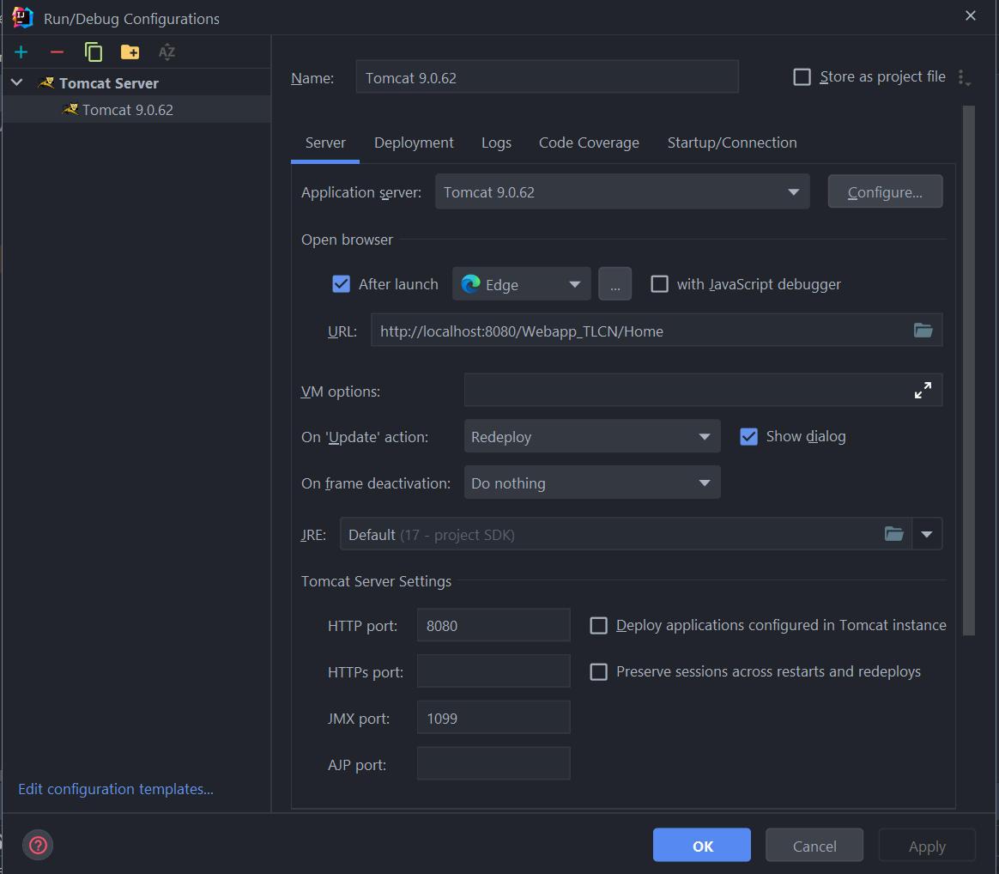 Run/Debug Configurations
Tomcat Server
Tomcat 9.0.62
Name: Tomcat 9.0.62 Store as project file
Server Deployment Logs Code Coverage Startup/Connection
Application server: Tomcat 9.0.62 Configure...
Open browser
After launch Edge ... with JavaScript debugger
URL: http://localhost:8080/Webapp_TLCN/Home
VM options:
On 'Update' action: Redeploy Show dialog
On frame deactivation: Do nothing
JRE: Default (17 - project SDK)
Tomcat Server Settings
HTTP port: 8080 Deploy applications configured in Tomcat instance
HTTPs port: Preserve sessions across restarts and redeploys
JMX port: 1099
AJP port:
Edit configuration templates...
? OK Cancel Apply